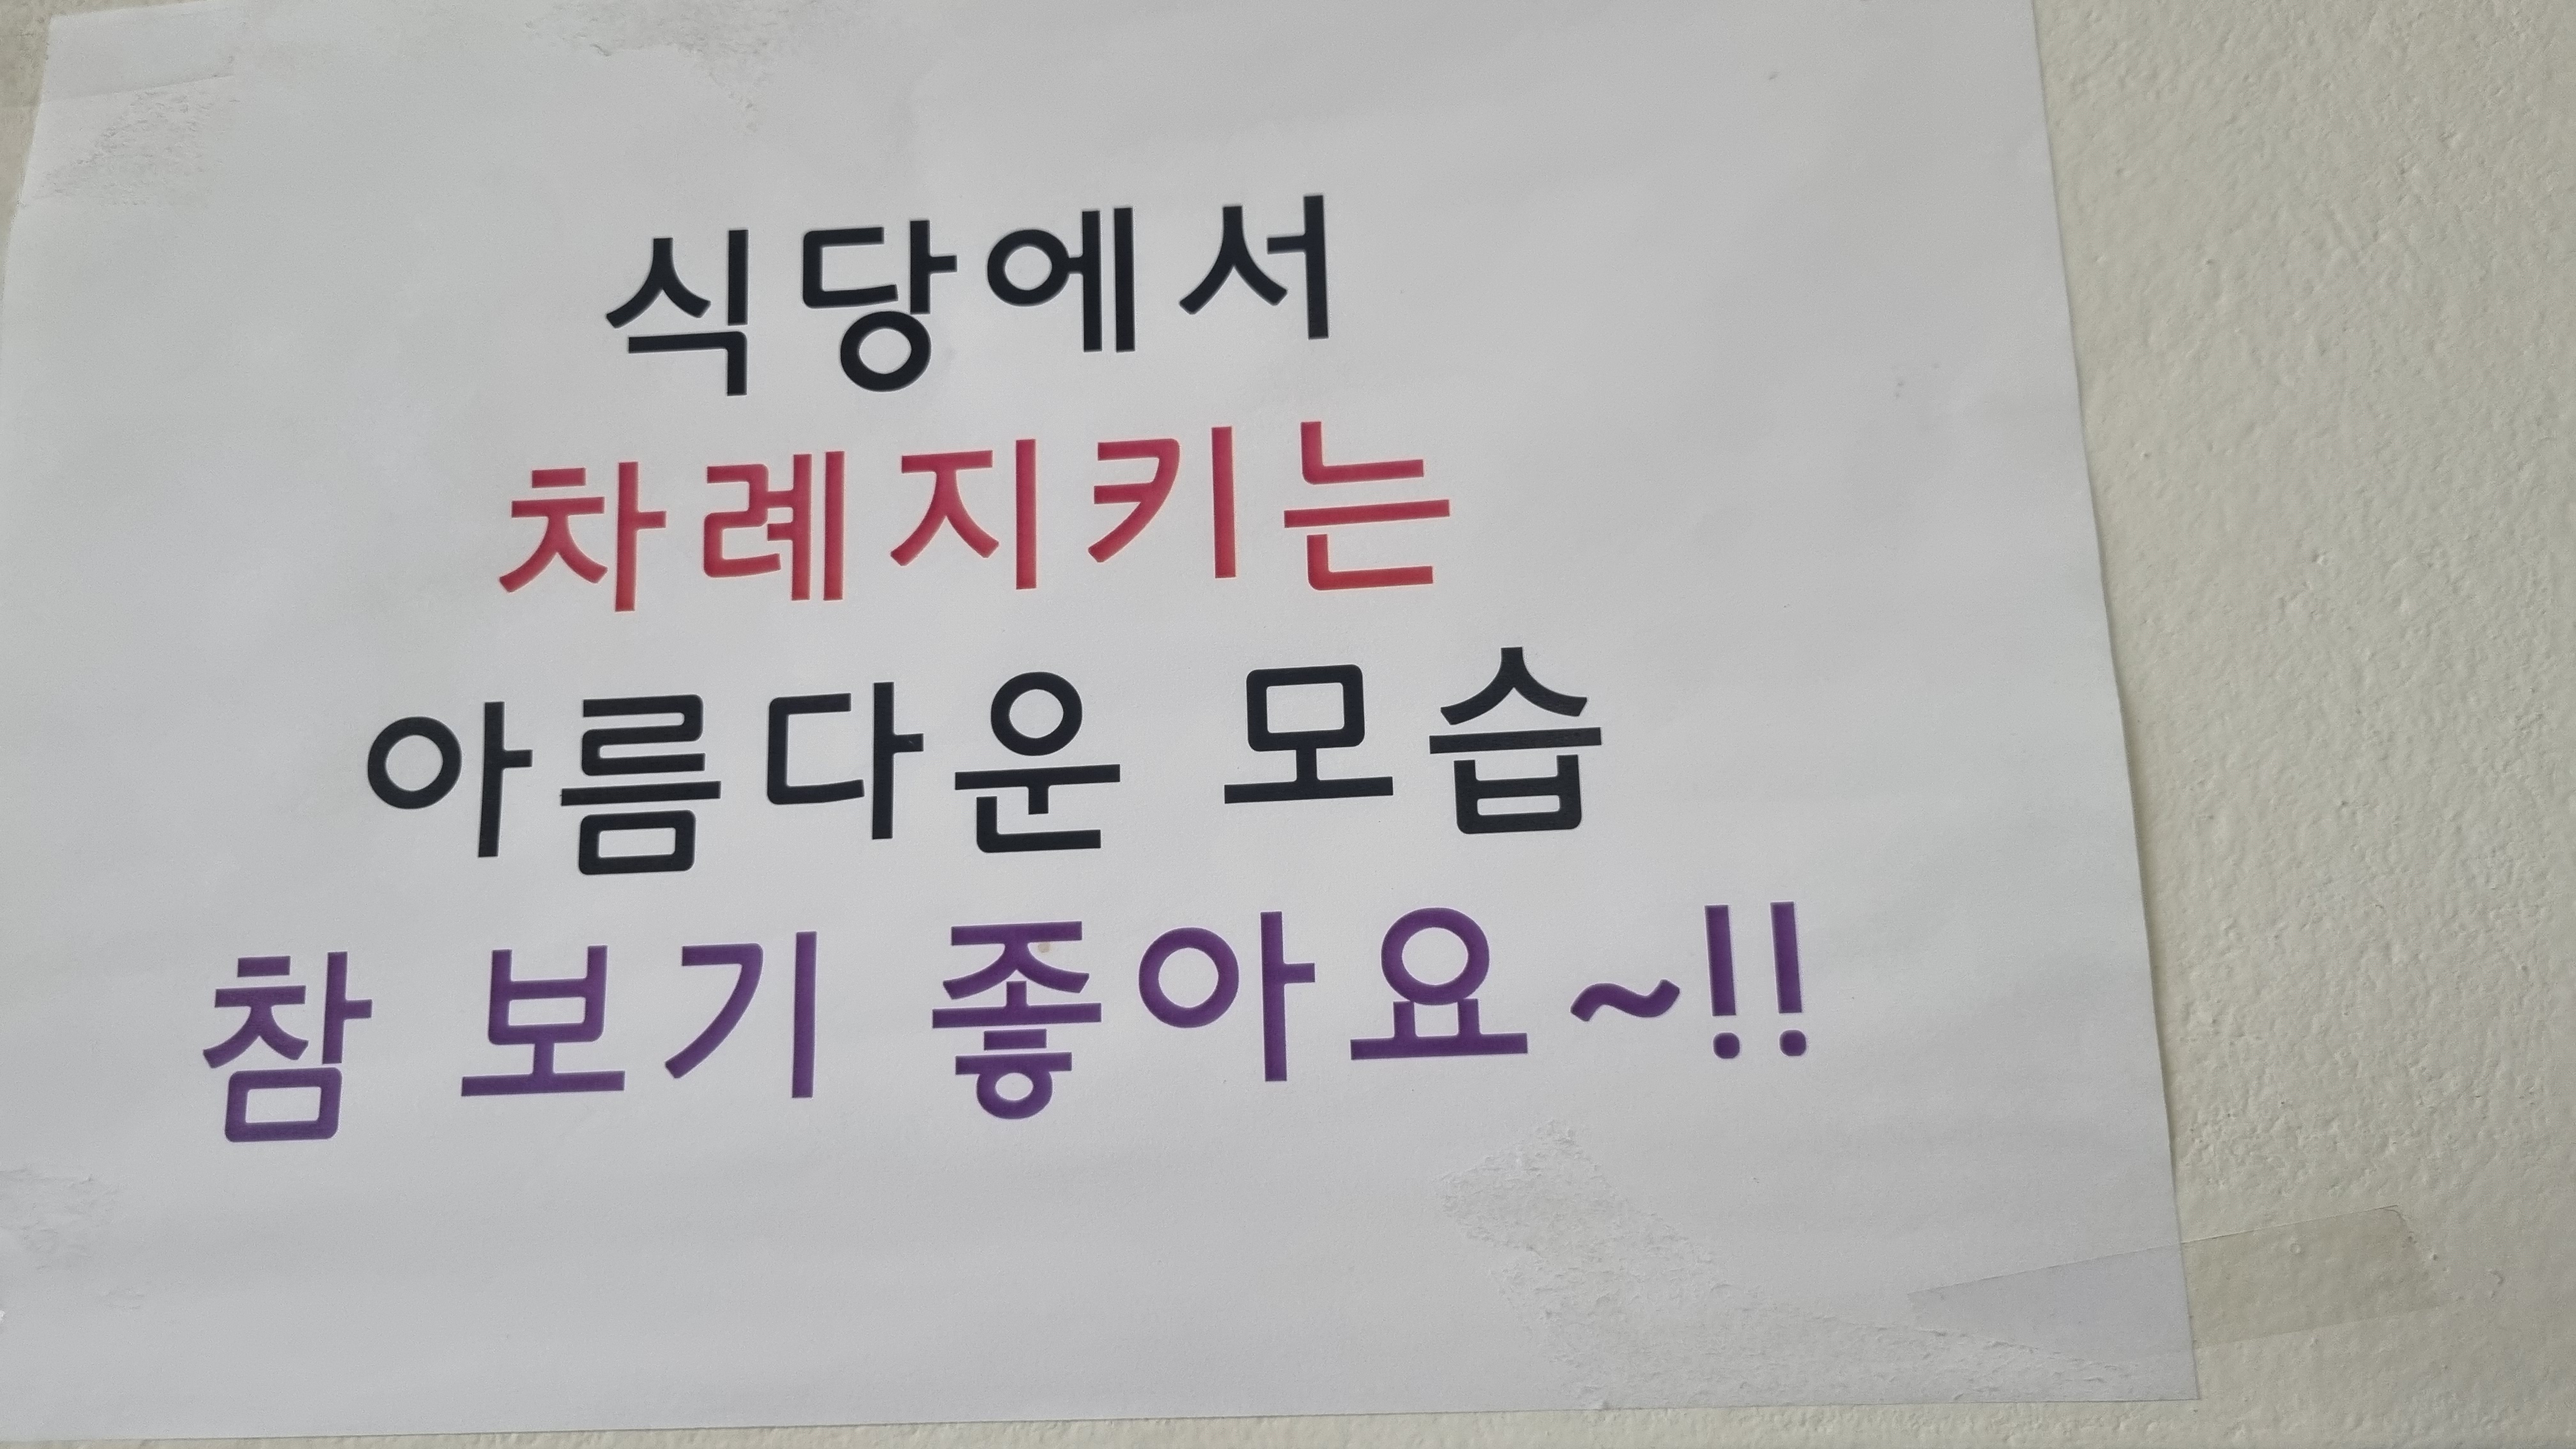 식당에서
차례지키는
아름다운 모습
참 보기 좋아요~!!